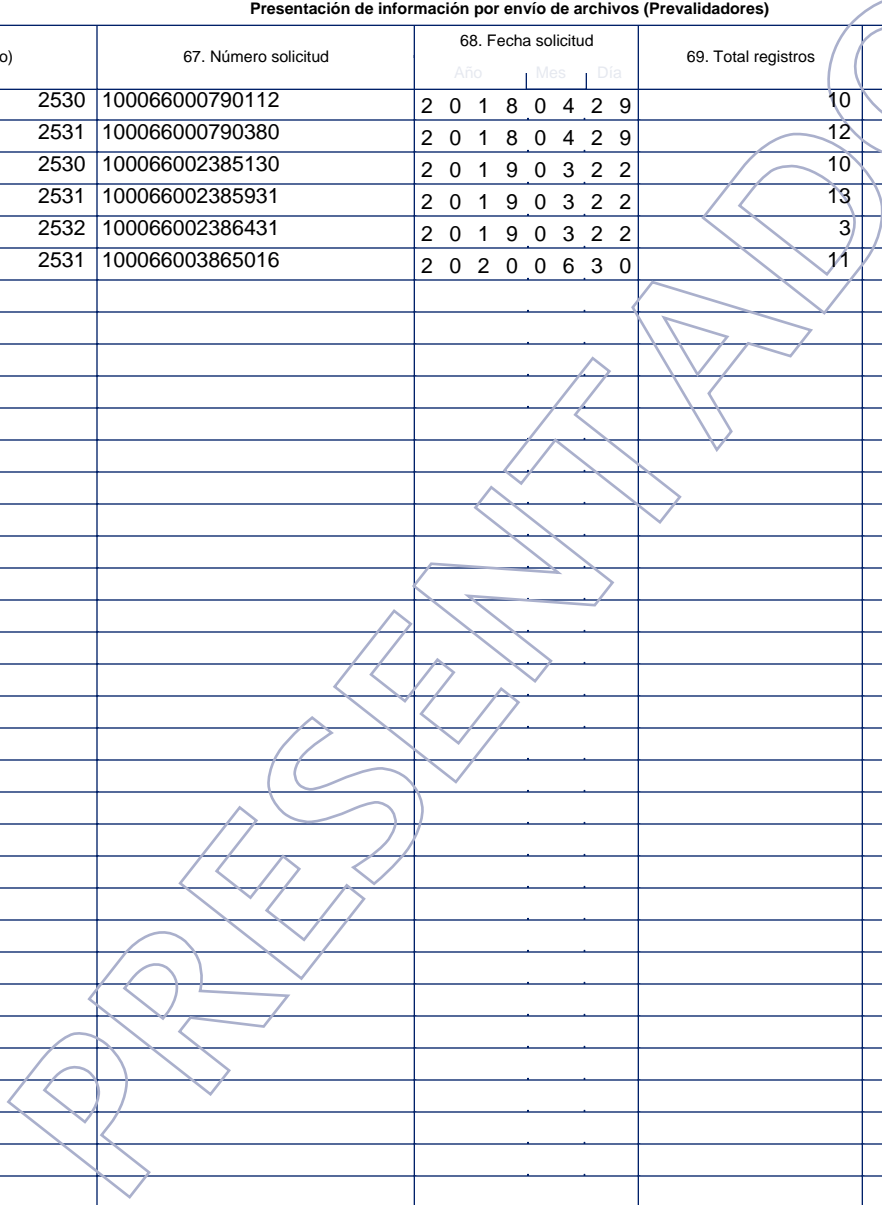 Presentación de información por envío de archivos (Prevalidadores)
o) 67. Número solicitud 68. Fecha solicitud 69. Total registros
Año Mes Día
2530 100066000790112 2 0 1 8 0 4 2 9 10
2531 100066000790380 2 0 1 8 0 4 2 9 12
2530 100066002385130 2 0 1 9 0 3 2 2 10
2531 100066002385931 2 0 1 9 0 3 2 2 13
2532 100066002386431 2 0 1 9 0 3 2 2 3
2531 100066003865016 2 0 2 0 0 6 3 0 11
PRESENTADO